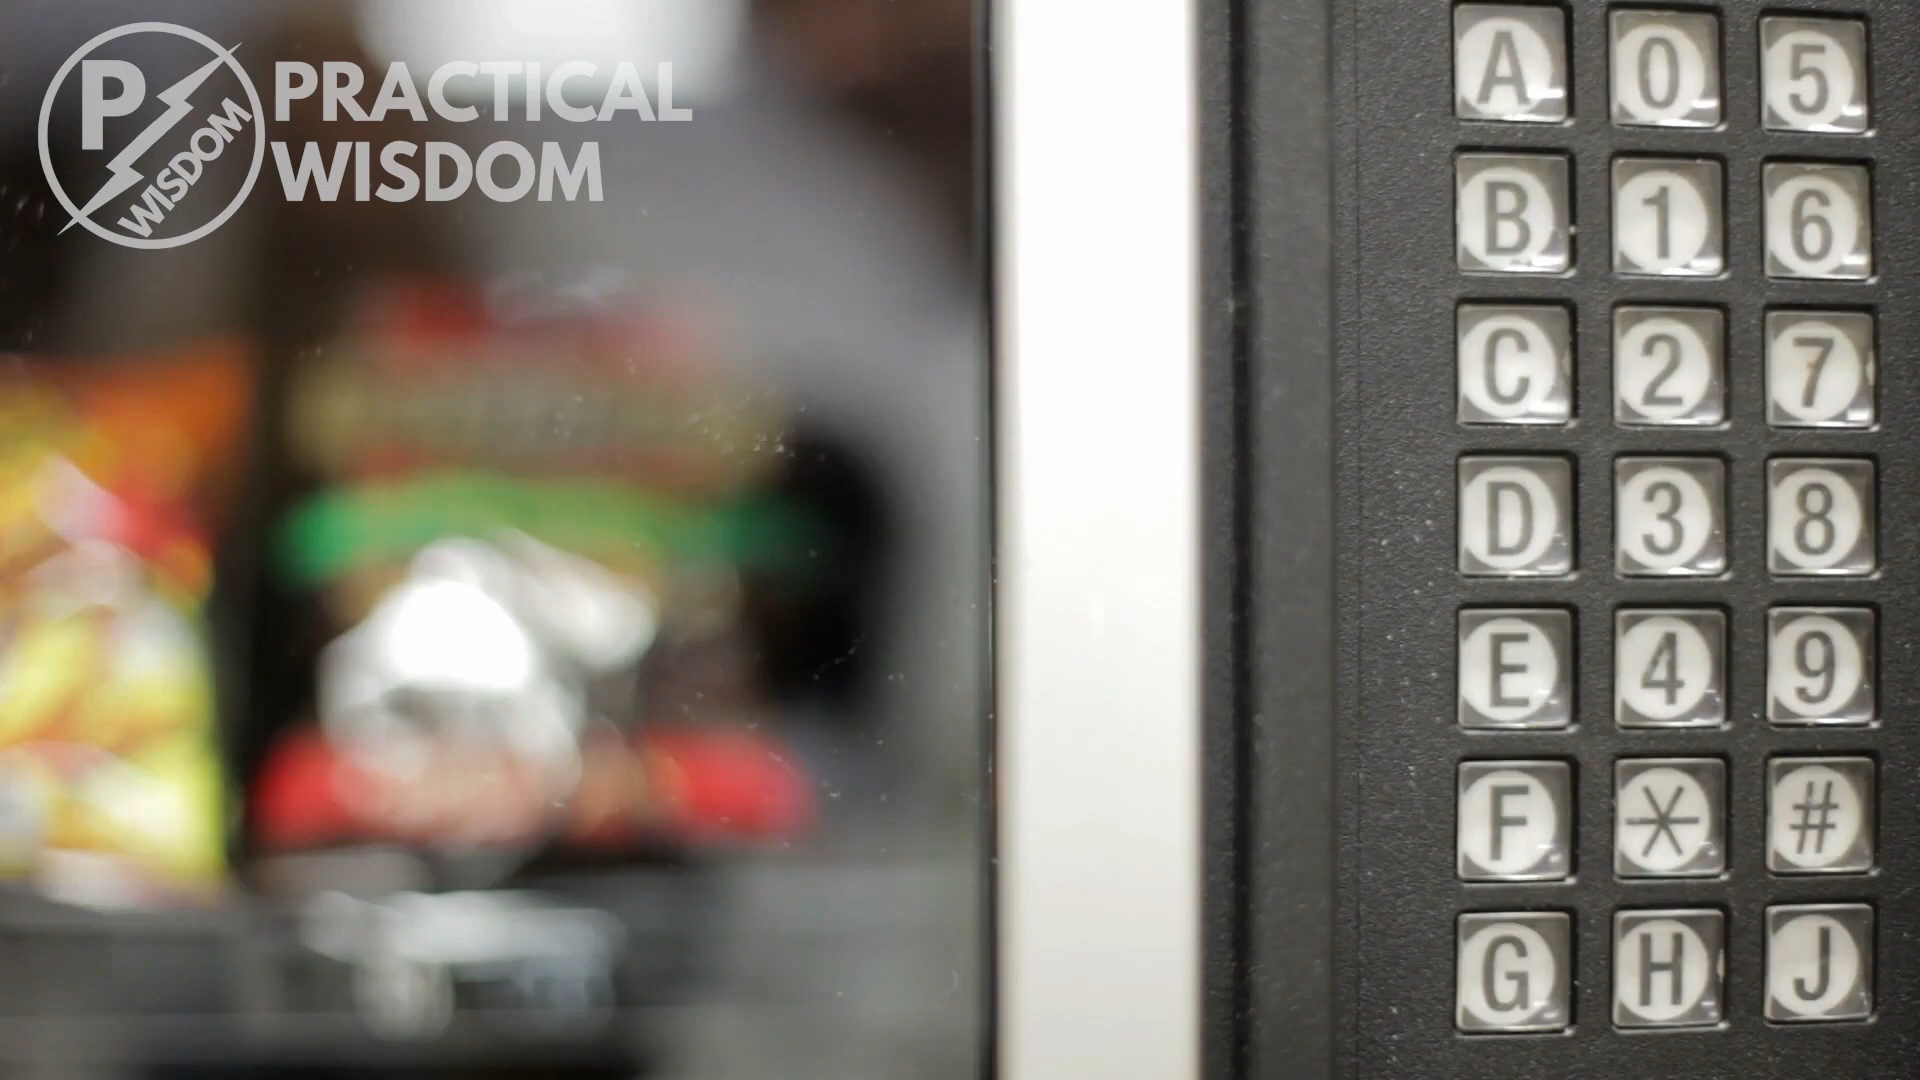 P WISDOM
PRACTICAL
WISDOM
A 0 5
B 1 6
C 2 7
D 3 8
E 4 9
F * #
G H J